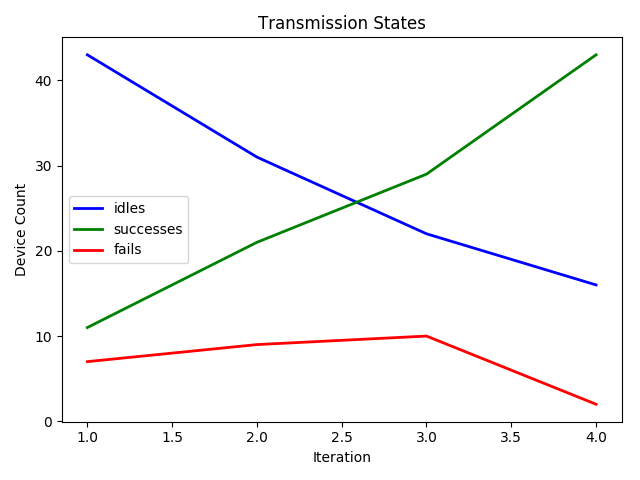 Transmission States
Device Count
40
30
20
10
0
idles
successes
fails
1.0 1.5 2.0 2.5 3.0 3.5 4.0
Iteration